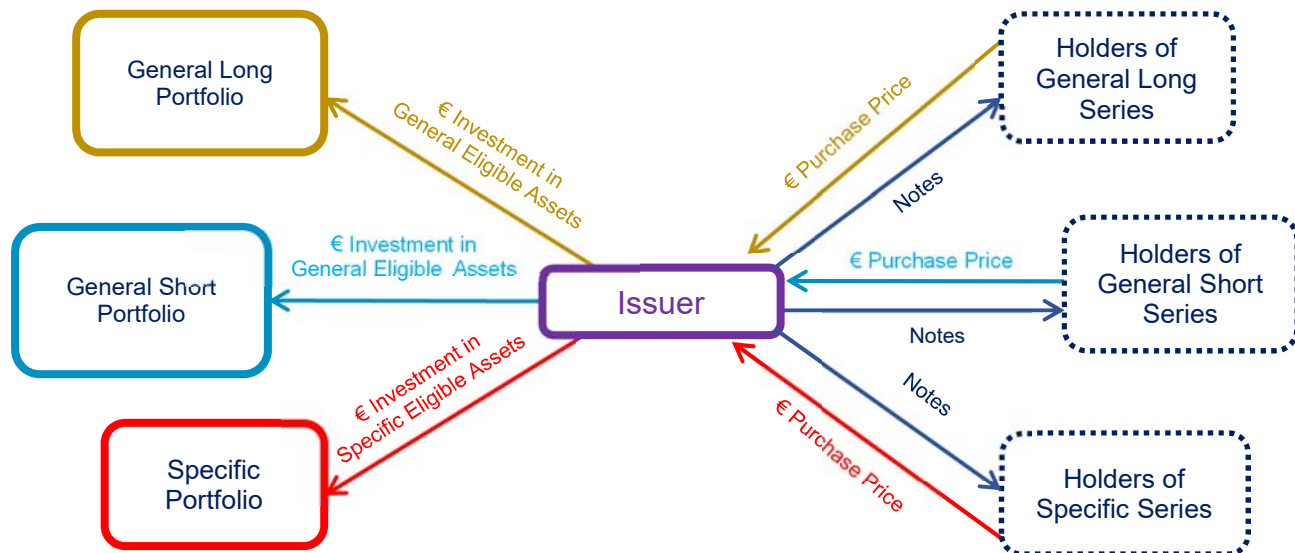 General Long
Portfolio
€ Investment in
General Eligible Assets
€ Purchase Price
Notes
Holders of
General Long
Series
General Short
Portfolio
€ Investment in
General Eligible Assets
Issuer
€ Purchase Price
Notes
Holders of
General Short
Series
Specific
Portfolio
€ Investment in
Specific Eligible Assets
Notes
€ Purchase Price
Holders of
Specific Series